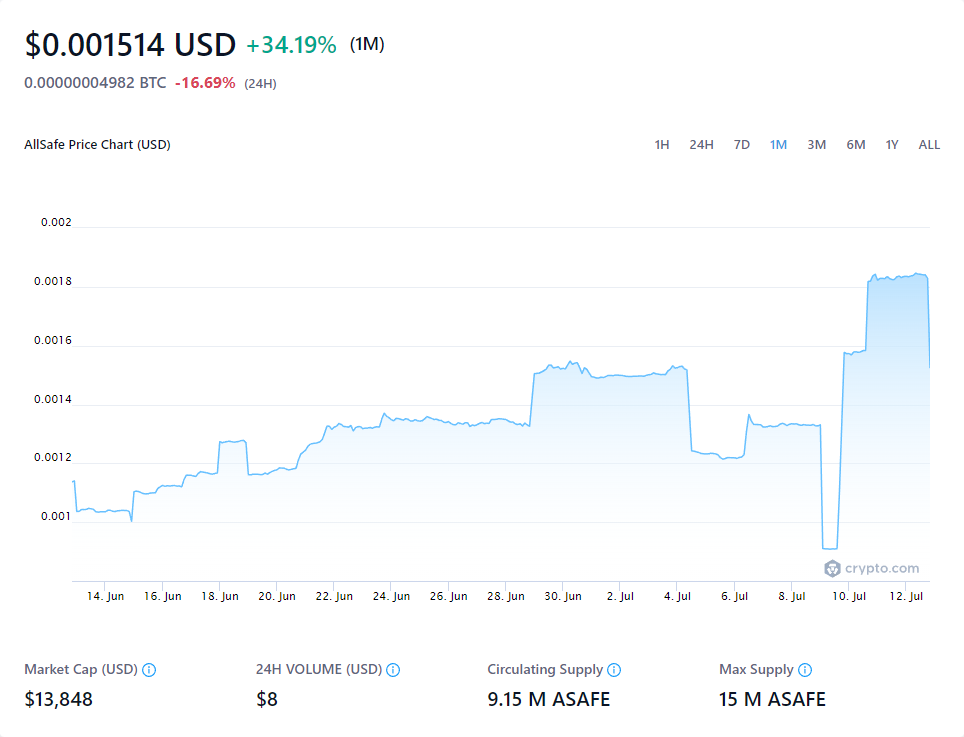 $0.001514 USD +34.19% (1M)
0.00000004982 BTC -16.69% (24H)
AllSafe Price Chart (USD) 1H 24H 7D 1M 3M 6M 1Y ALL
0.002
0.0018
0.0016
0.0014
0.0012
0.001
crypto.com
14. Jun 16. Jun 18. Jun 20. Jun 22. Jun 24. Jun 26. Jun 28. Jun 30. Jun 2. Jul 4. Jul 6. Jul 8. Jul 10. Jul 12. Jul
Market Cap (USD) 24H VOLUME (USD) Circulating Supply Max Supply
$13,848 $8 9.15 M ASAFE 15 M ASAFE